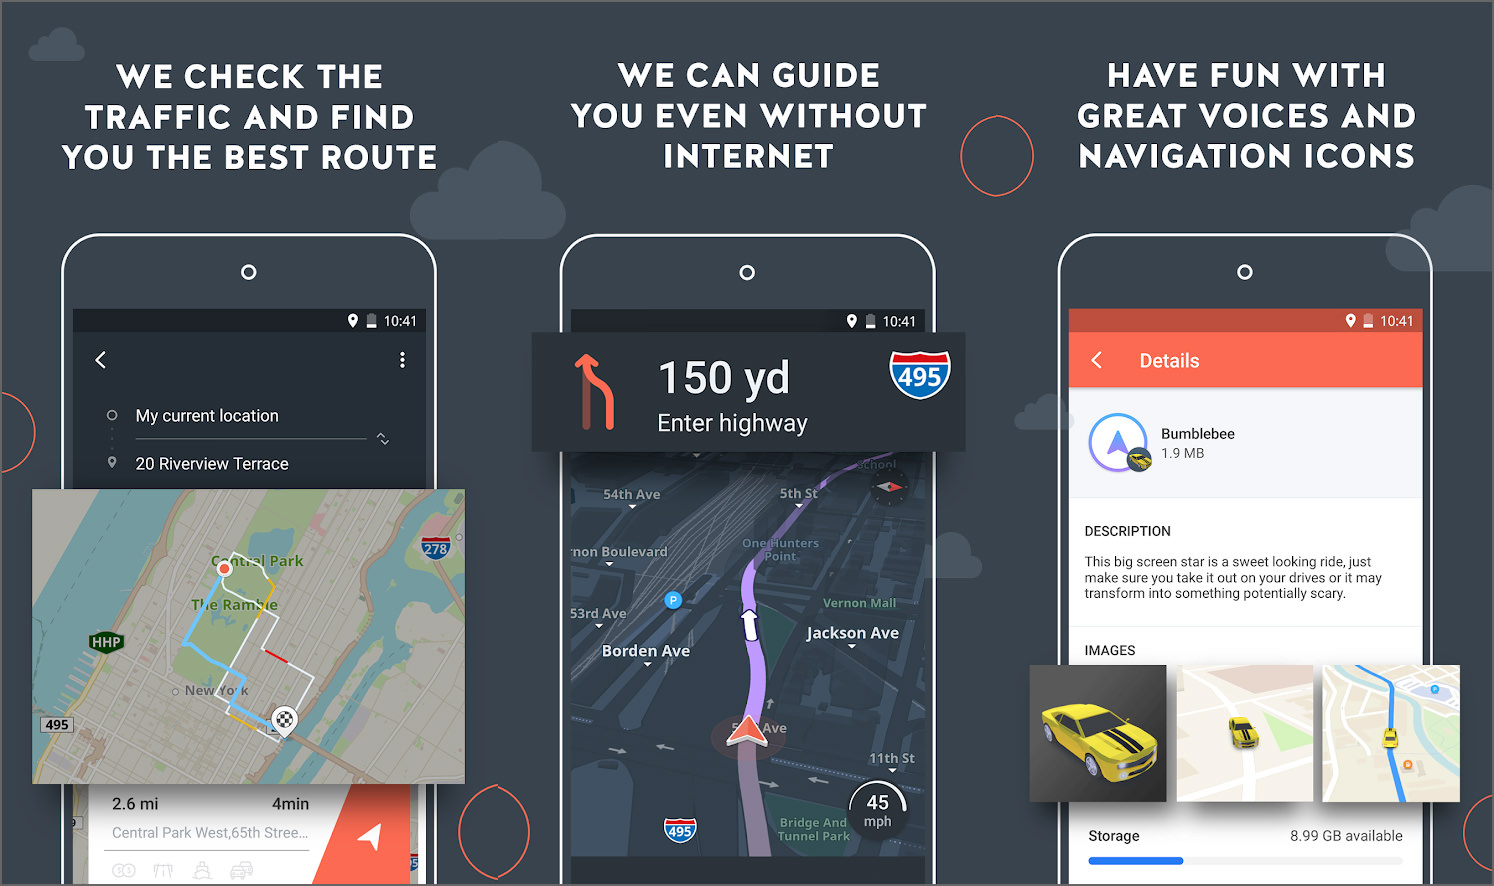 WE CHECK THE
TRAFFIC AND FIND
YOU THE BEST ROUTE
10:41
My current location
20 Riverview Terrace
278
Central Park
The Ramble
HHP
New York
495
2.6 mi
4min
Central Park West,65th Stree...
WE CAN GUIDE
YOU EVEN WITHOUT
INTERNET
10:41
150 yd
Enter highway
495
School
54th Ave
5th St
One Hunters
Point
non Boulevard
P
53rd Ave
Vernon Mall
Jackson Ave
Borden Ave
Ave
11th St
45
mph
495
Bridge And
Tunnel Park
HAVE FUN WITH
GREAT VOICES AND
NAVIGATION ICONS
10:41
Details
Bumblebee
1.9 MB
DESCRIPTION
This big screen star is a sweet looking ride, just
make sure you take it out on your drives or it may
transform into something potentially scary.
IMAGES
P
Storage
8.99 GB available